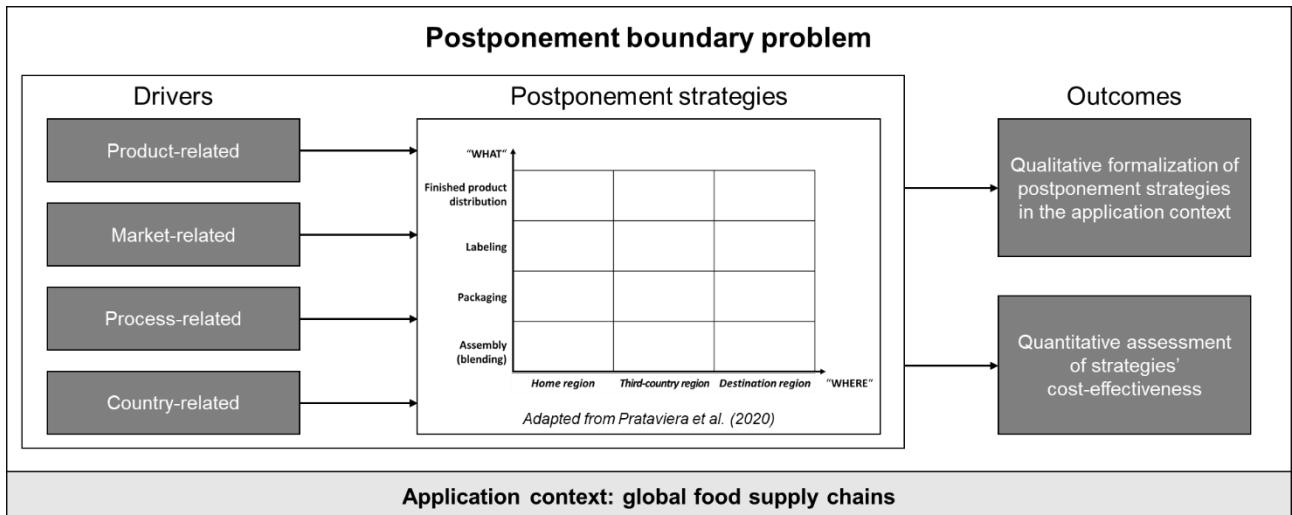 Postponement boundary problem
Drivers
Product-related
Market-related
Process-related
Country-related
Postponement strategies
“WHAT“
Finished product
distribution
Labeling
Packaging
Assembly
(blending)
Home region
Third-country region
Destination region
“WHERE“
Adapted from Prataviera et al. (2020)
Outcomes
Qualitative formalization of
postponement strategies
in the application context
Quantitative assessment
of strategies’
cost-effectiveness
Application context: global food supply chains